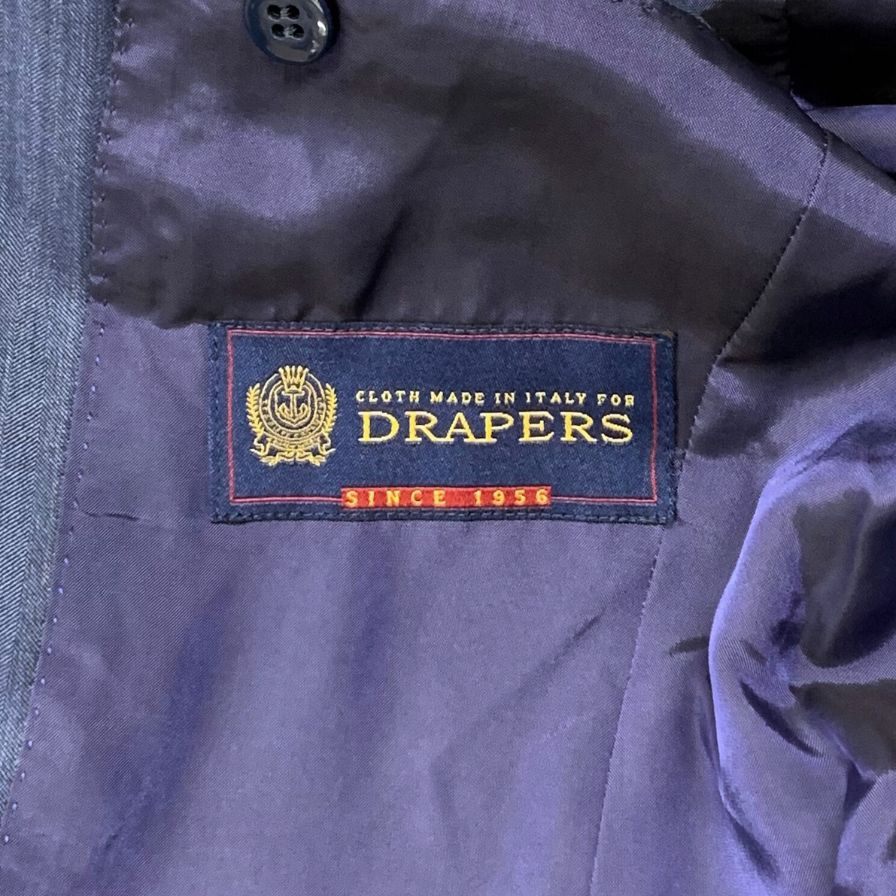 CLOTH MADE IN ITALY FOR
DRAPERS
SINCE 1956